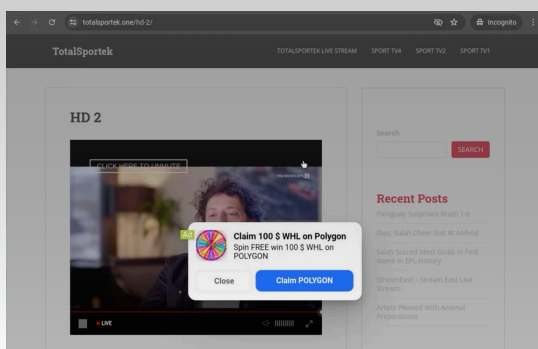 totalsportek.one/hd-2/
Incognito
TotalSportek
TOTALSPORTEK LIVE STREAM SPORT TV4 SPORT TV2 SPORT TV1
HD 2
CLICK HERE TO UNMUTE
LIVE
Ad
Claim 100 $ WHL on Polygon
Spin FREE win 100 $ WHL on
POLYGON
Close
Claim POLYGON
Search
SEARCH
Recent Posts
Paraguay Surprised Brazil 1-0
Diaz, Salah Cheer Slot At Anfield
Salah Scored Most Goals in First
Game in EPL History
StreamEast – Stream East Live
Stream
Arteta Pleased With Arsenal
Preparations